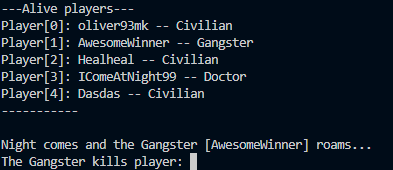 ---Alive players---
Player[0]: oliver93mk -- Civilian
Player[1]: AwesomeWinner -- Gangster
Player[2]: Healheal -- Civilian
Player[3]: IComeAtNight99 -- Doctor
Player[4]: Dasdas -- Civilian
-----------
Night comes and the Gangster [AwesomeWinner] roams...
The Gangster kills player: